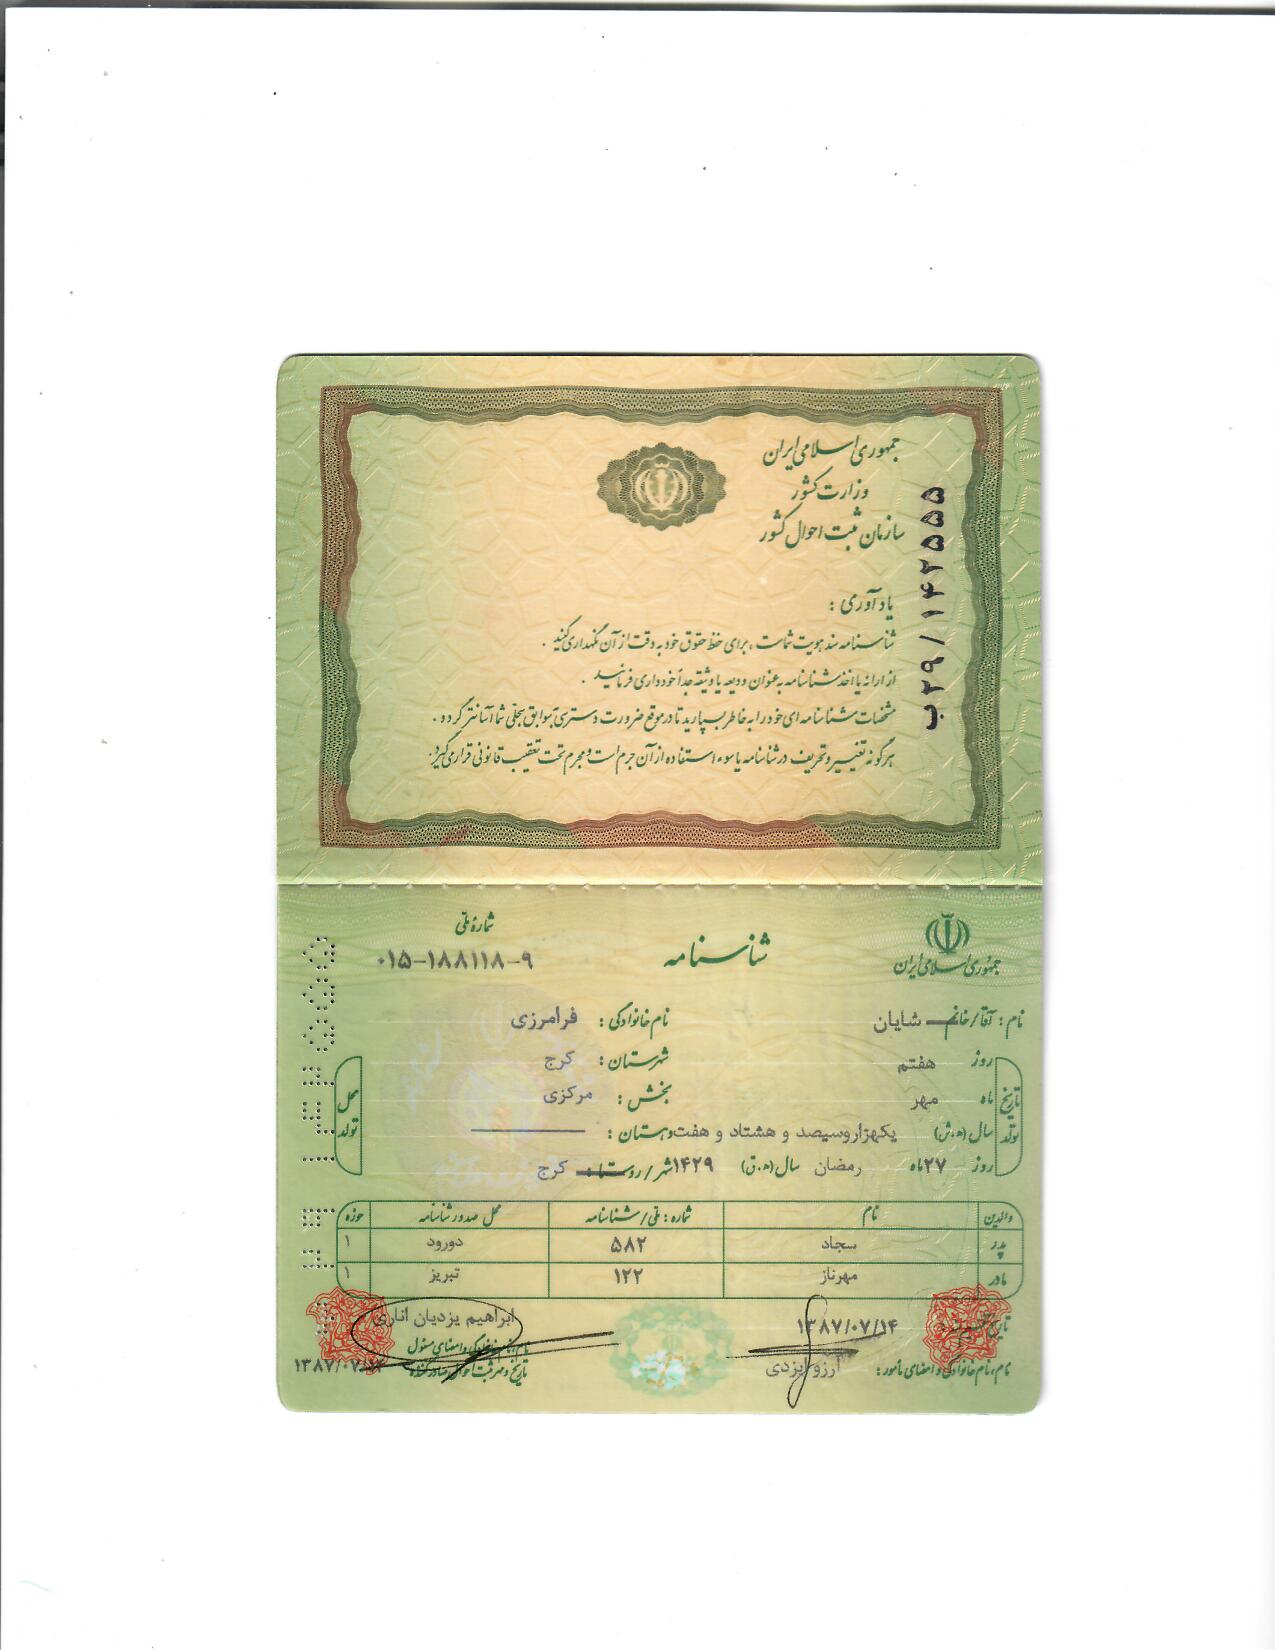 جمهوری اسلامی ایران
وزارت کشور
سازمان ثبت احوال کشور
ب۲۹/۱۴۲۵۵۵
یادآوری :
شناسنامه سند هویت شماست ، برای حفظ حقوق خود به دقت از آن نگهداری کنید .
از ارائه یا اخذ شناسنامه به عنوان ودیعه یا وثیقه جداً خودداری فرمائید .
مشخصات شناسنامه ای خود را به خاطر بسپارید تا در موقع ضرورت دسترسی به سوابق سجلی شما آسانتر گردد .
هرگونه تغییر و تحریف در شناسنامه یا سوء استفاده از آن جرم است و مجرم تحت تعقیب قانونی قرار می گیرد.
جمهوری اسلامی ایران
شناسنامه
شماره ملی
۰۱۵-۱۸۸۱۱۸-۹
نام : آقا/خانم شایان نام خانوادگی : فرامرزی
تاریخ تولد
روز هفتم
ماه مهر
سال (ه.ش) یکهزاروسیصد و هشتاد و هفت
روز ۲۷ ماه رمضان سال (ه.ق) ۱۴۲۹
محل تولد
شهرستان : کرج
بخش : مرکزی
دهستان :
شهر/روستا : کرج
والدین نام شماره : ملی/شناسنامه محل صدور شناسنامه حوزه
پدر سجاد ۵۸۲ دورود ۱
مادر مهرناز ۱۲۲ تبریز ۱
۱۳۸۷/۰۷/۱۴
نام، نام خانوادگی و امضای مأمور : آرزو یزدی
ابراهیم یزدیان اناری
نام، نام خانوادگی و امضای مسئول
تاریخ و مهر ثبت احوال صادر کننده
۱۳۸۷/۰۷/۱۴